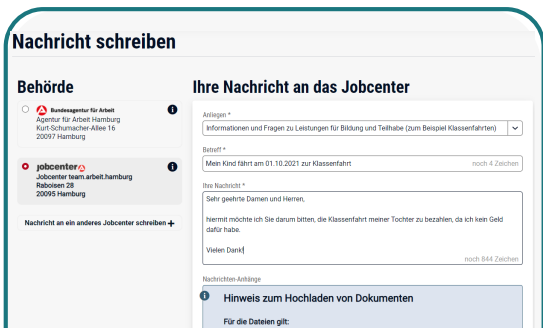 Nachricht schreiben
Behörde
Bundesagentur für Arbeit
Agentur für Arbeit Hamburg
Kurt-Schumacher-Allee 16
20097 Hamburg
jobcenter
Jobcenter team.arbeit.hamburg
Raboisen 28
20095 Hamburg
Nachricht an ein anderes Jobcenter schreiben +
Ihre Nachricht an das Jobcenter
Anliegen *
Informationen und Fragen zu Leistungen für Bildung und Teilhabe (zum Beispiel Klassenfahrten)
Betreff *
Mein Kind fährt am 01.10.2021 zur Klassenfahrt noch 4 Zeichen
Ihre Nachricht *
Sehr geehrte Damen und Herren,
hiermit möchte ich Sie darum bitten, die Klassenfahrt meiner Tochter zu bezahlen, da ich kein Geld
dafür habe.
Vielen Dank!
noch 844 Zeichen
Nachrichten-Anhänge
Hinweis zum Hochladen von Dokumenten
Für die Dateien gilt: